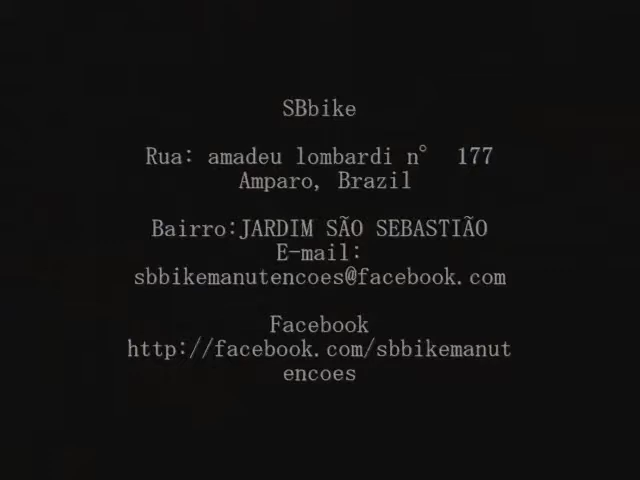 SBbike
Rua: amadeu lombardi n° 177
Amparo, Brazil
Bairro:JARDIM SÃO SEBASTIÃO
E-mail:
sbbikemanutencoes@facebook.com
Facebook
http://facebook.com/sbbikemanut
encoes